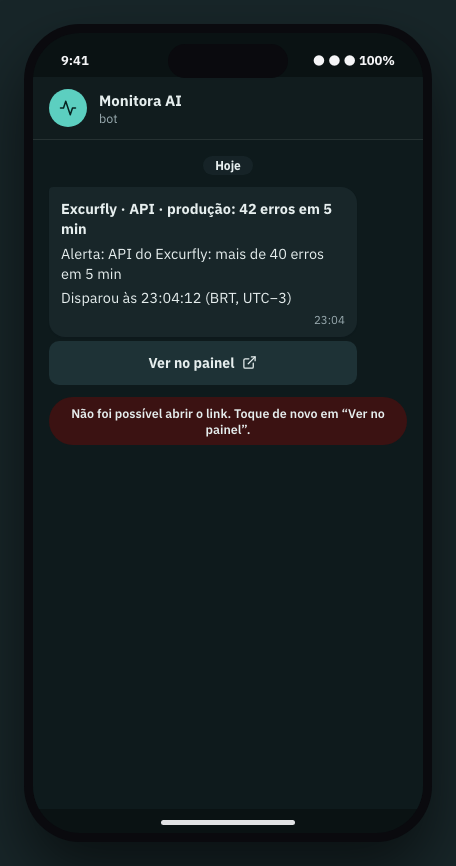 9:41
100%
Monitora AI
bot
Hoje
Excurfly · API · produção: 42 erros em 5
min
Alerta: API do Excurfly: mais de 40 erros
em 5 min
Disparou às 23:04:12 (BRT, UTC−3)
23:04
Ver no painel
Não foi possível abrir o link. Toque de novo em “Ver no
painel”.